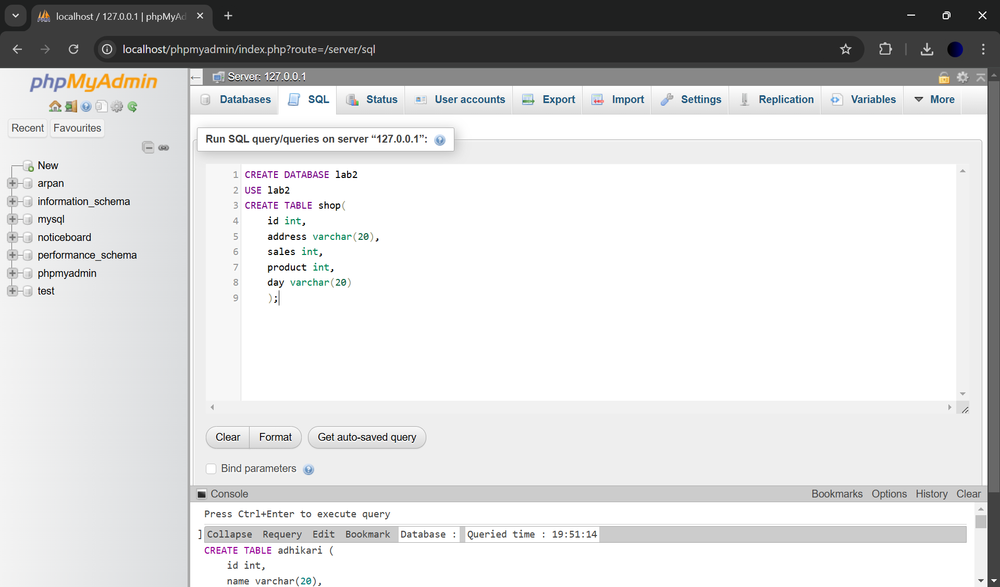 localhost / 127.0.0.1 | phpMyAd
localhost/phpmyadmin/index.php?route=/server/sql
phpMyAdmin
Recent Favourites
New
arpan
information_schema
mysql
noticeboard
performance_schema
phpmyadmin
test
Server: 127.0.0.1
Databases SQL Status User accounts Export Import Settings Replication Variables More
Run SQL query/queries on server “127.0.0.1”:
1 CREATE DATABASE lab2
2 USE lab2
3 CREATE TABLE shop(
4 id int,
5 address varchar(20),
6 sales int,
7 product int,
8 day varchar(20)
9 );
Clear Format Get auto-saved query
Bind parameters
Console Bookmarks Options History Clear
Press Ctrl+Enter to execute query
] Collapse Requery Edit Bookmark Database : Queried time : 19:51:14
CREATE TABLE adhikari (
id int,
name varchar(20),